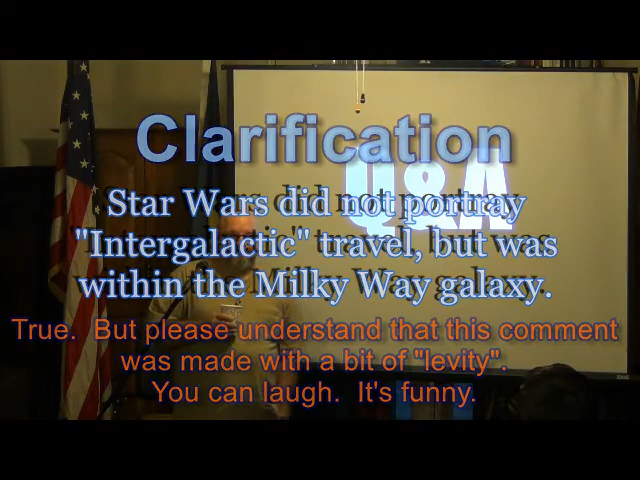 Clarification
Q&A
Star Wars did not portray
"Intergalactic" travel, but was
within the Milky Way galaxy.
True. But please understand that this comment
was made with a bit of "levity".
You can laugh. It's funny.